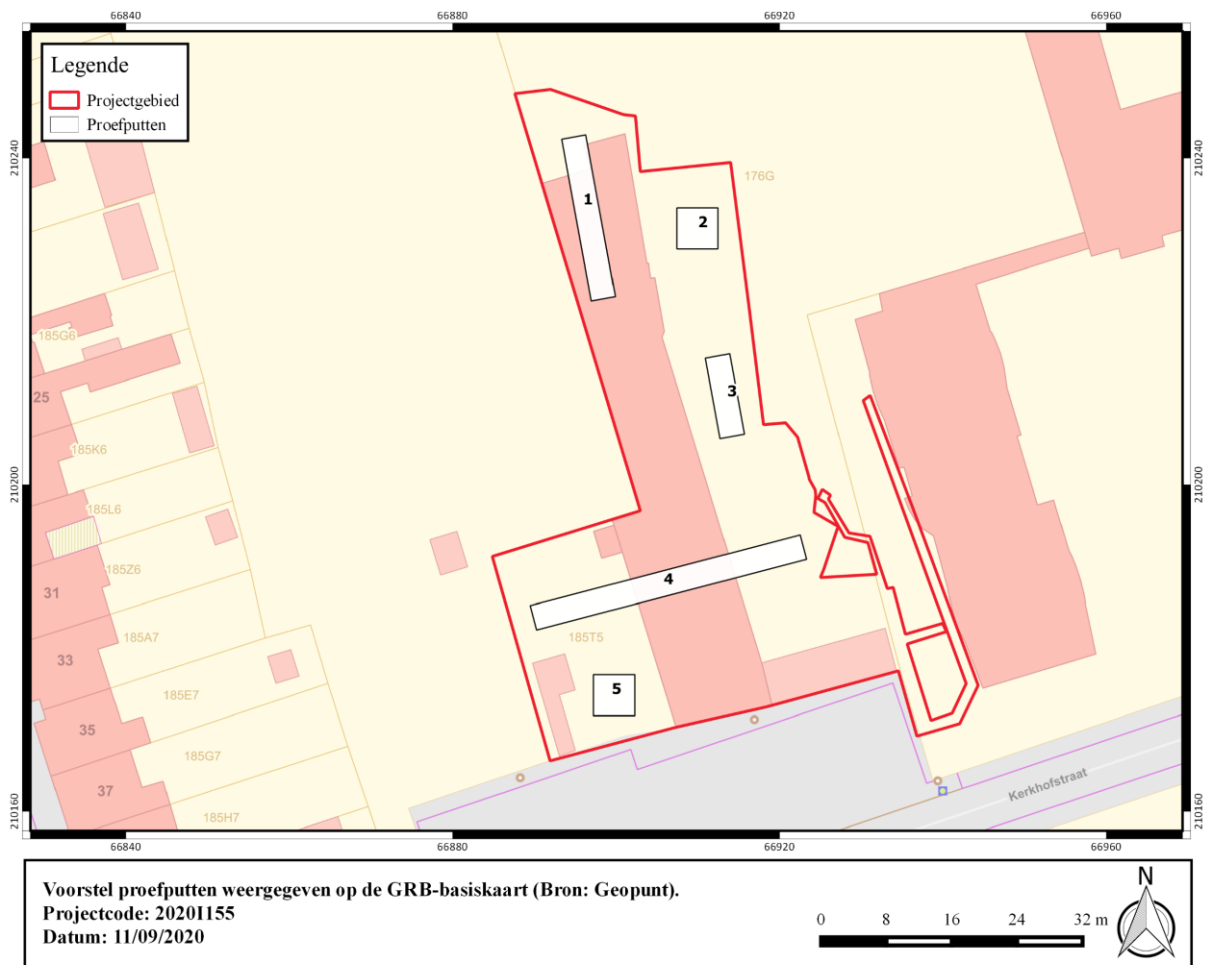 66840 66880 66920 66960
Legende
Projectgebied
Proefputten
210240 210240
176G
1
2
185G6
3
25
185K6
210200 210200
185L6
4
185Z6
31
185T5
185A7
33
185E7
5
35
185G7
37
Kerkhofstraat
185H7
210160 210160
66840 66880 66920 66960
Voorstel proefputten weergegeven op de GRB-basiskaart (Bron: Geopunt).
Projectcode: 2020I155
Datum: 11/09/2020
0 8 16 24 32 m
N